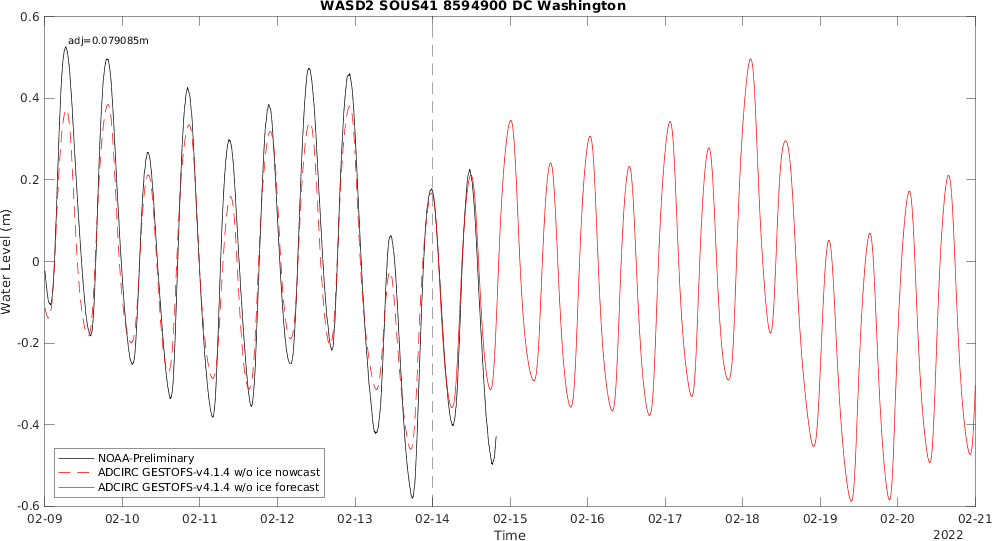 WASD2 SOUS41 8594900 DC Washington
adj=0.079085m
0.6
0.4
0.2
0
-0.2
-0.4
-0.6
Water Level (m)
NOAA-Preliminary
ADCIRC GESTOFS-v4.1.4 w/o ice nowcast
ADCIRC GESTOFS-v4.1.4 w/o ice forecast
02-09 02-10 02-11 02-12 02-13 02-14 02-15 02-16 02-17 02-18 02-19 02-20 02-21
Time
2022